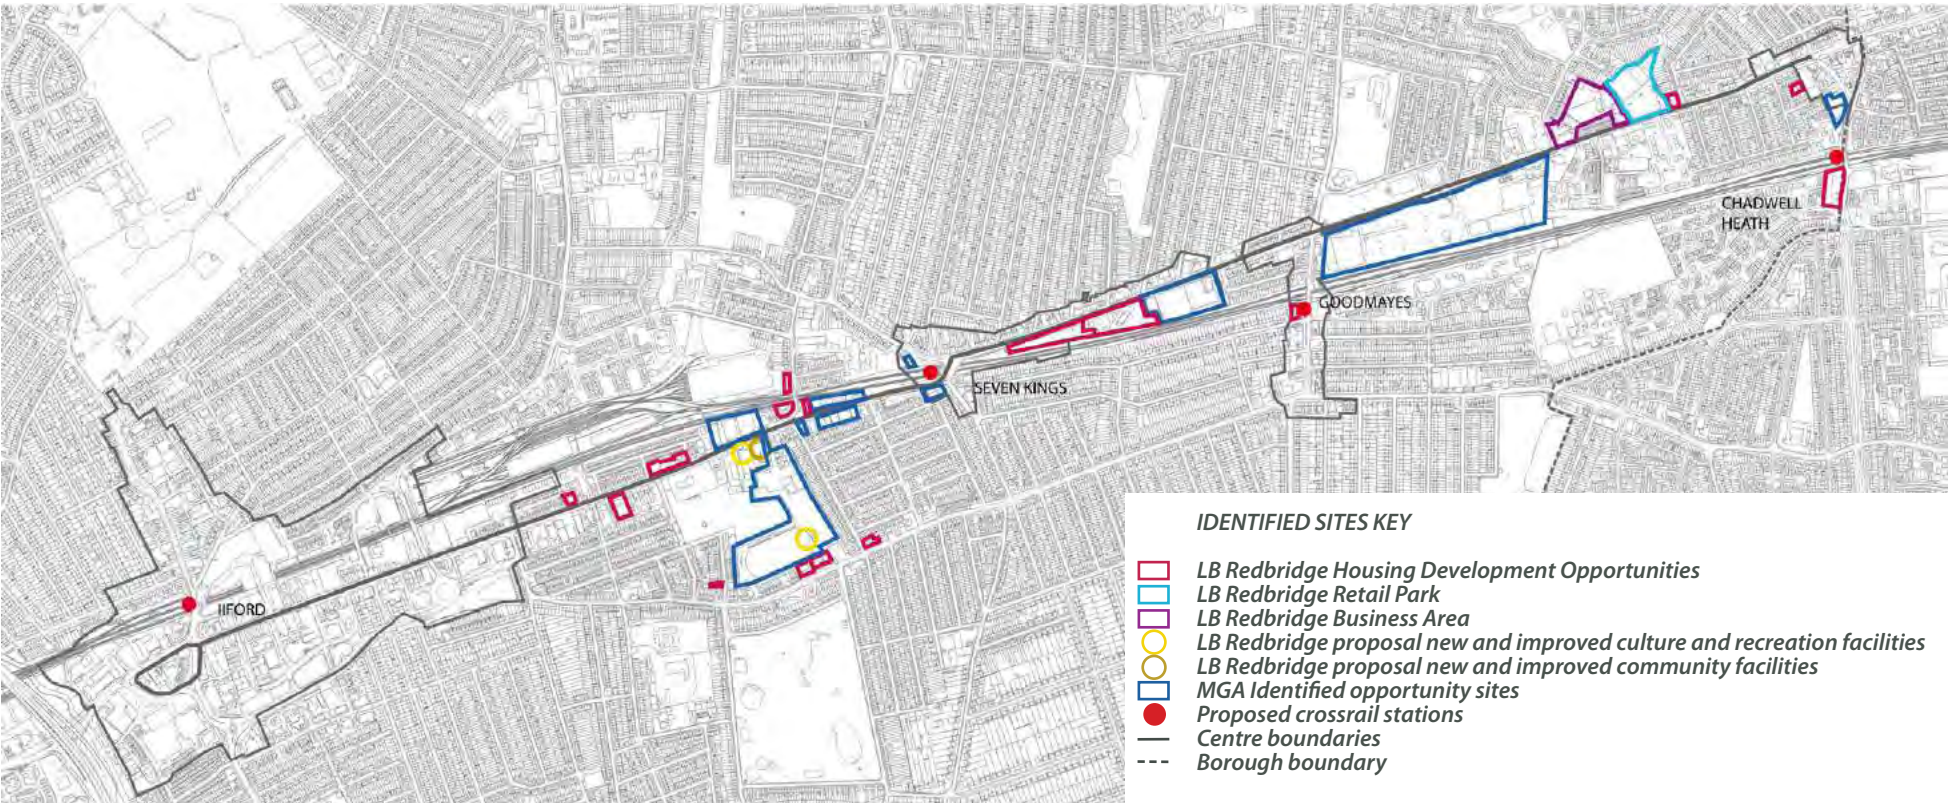 CHADWELL
HEATH
GOODMAYES
SEVEN KINGS
IDENTIFIED SITES KEY
LB Redbridge Housing Development Opportunities
LB Redbridge Retail Park
LB Redbridge Business Area
LB Redbridge proposal new and improved culture and recreation facilities
LB Redbridge proposal new and improved community facilities
MGA Identified opportunity sites
Proposed crossrail stations
Centre boundaries
Borough boundary
IIFORD